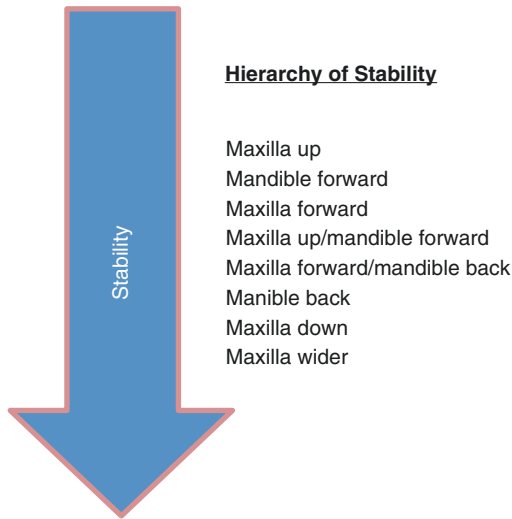 Hierarchy of Stability
Maxilla up
Mandible forward
Maxilla forward
Maxilla up/mandible forward
Maxilla forward/mandible back
Manible back
Maxilla down
Maxilla wider
Stability